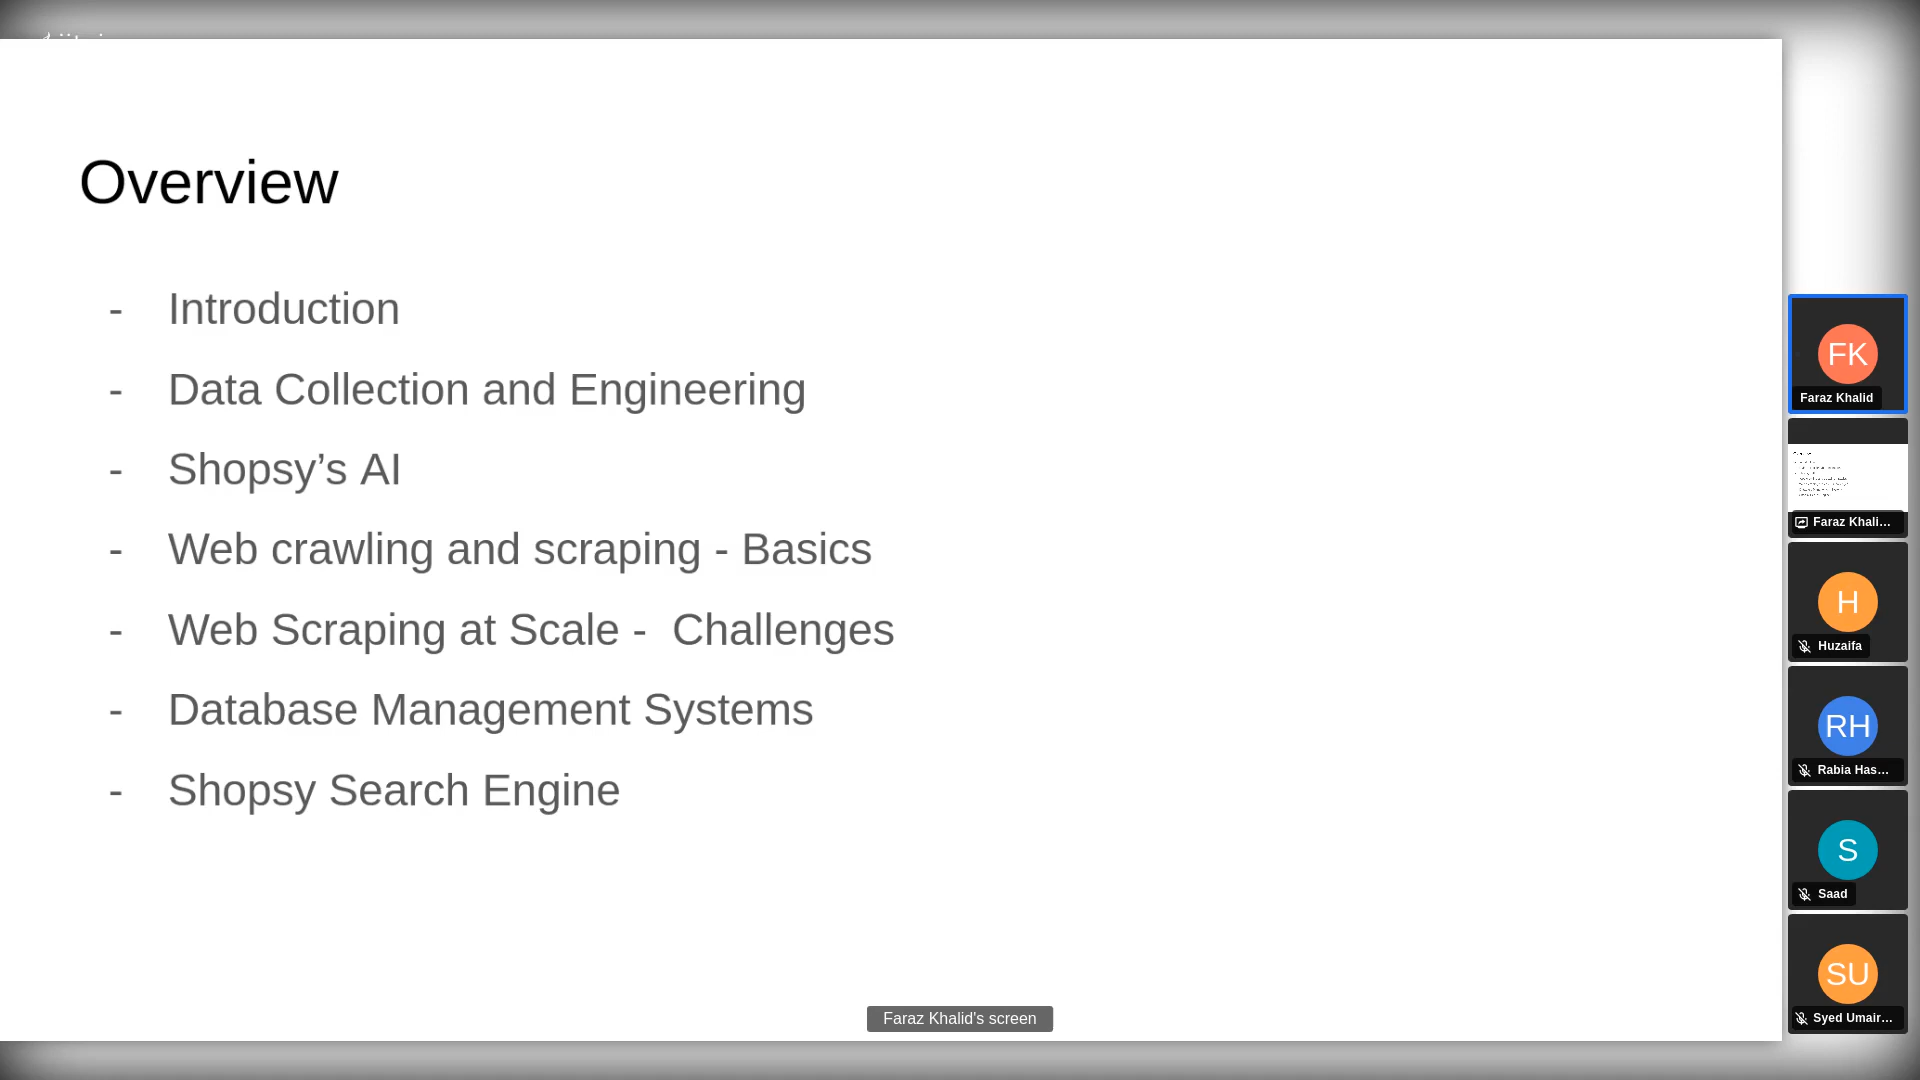 Overview
- Introduction
- Data Collection and Engineering
- Shopsy’s AI
- Web crawling and scraping - Basics
- Web Scraping at Scale - Challenges
- Database Management Systems
- Shopsy Search Engine
Faraz Khalid's screen
FK
Faraz Khalid
Faraz Khali...
H
Huzaifa
RH
Rabia Has...
S
Saad
SU
Syed Umair...